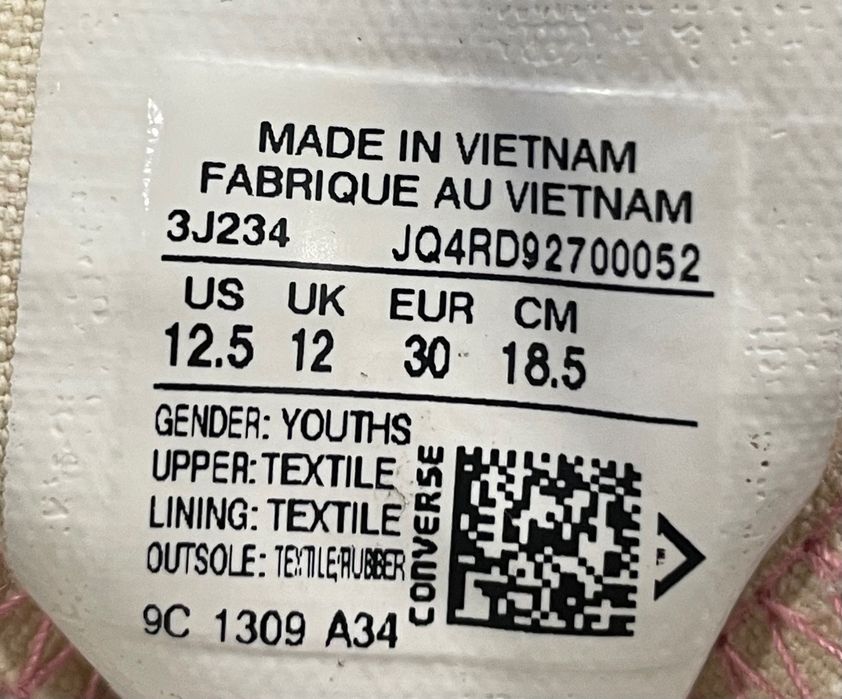 MADE IN VIETNAM
FABRIQUE AU VIETNAM
3J234 JQ4RD92700052
US UK EUR CM
12.5 12 30 18.5
GENDER: YOUTHS
UPPER: TEXTILE
LINING: TEXTILE
OUTSOLE: TEXTILE/RUBBER
9C 1309 A34
CONVERSE
TM